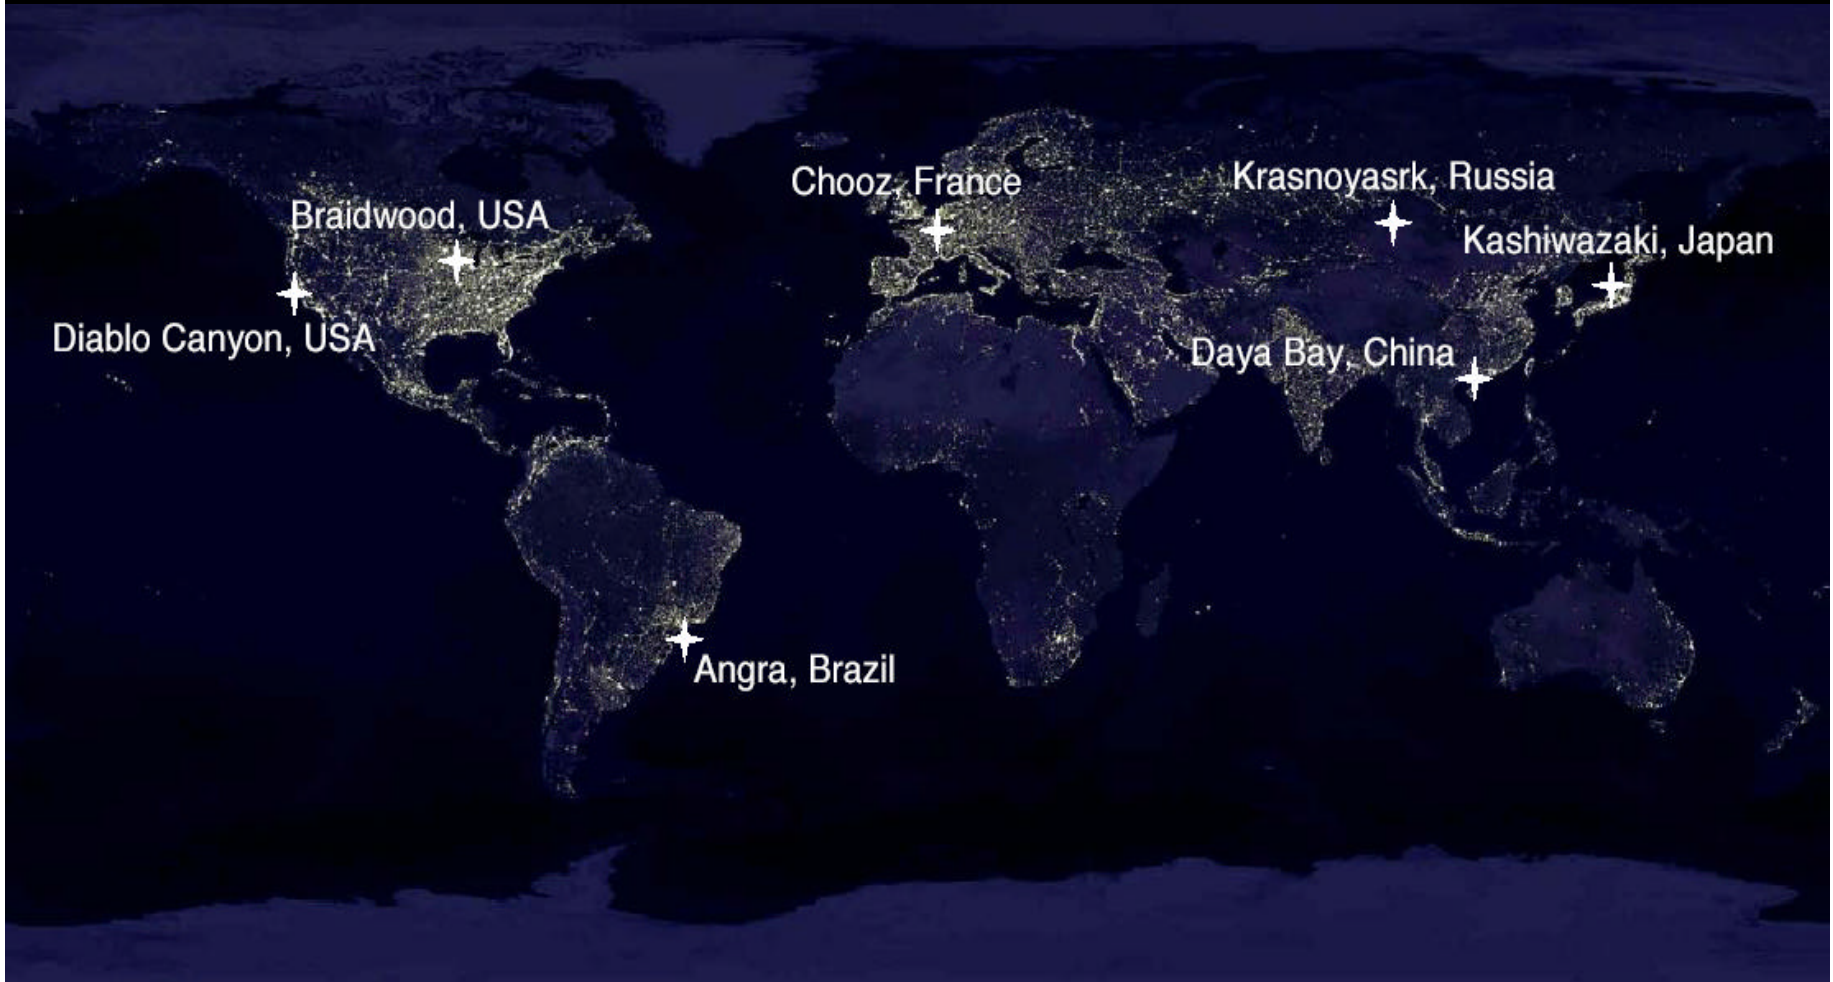 Chooz, France
Krasnoyasrk, Russia
Braidwood, USA
Kashiwazaki, Japan
Diablo Canyon, USA
Daya Bay, China
Angra, Brazil